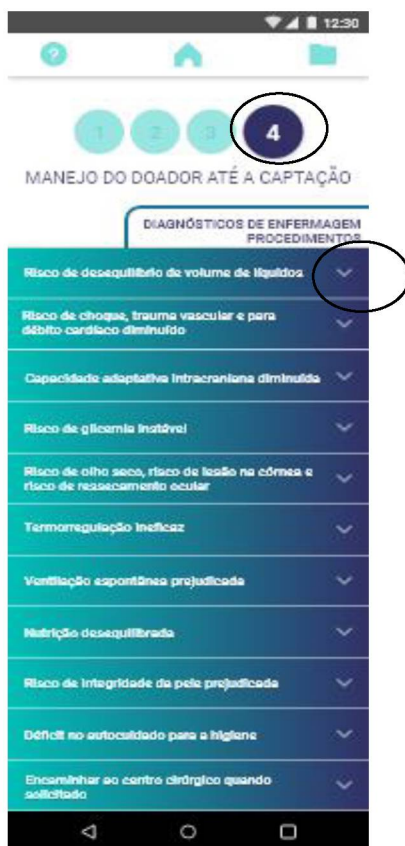 12:30
?
1 2 3 4
MANEJO DO DOADOR ATÉ A CAPTAÇÃO
DIAGNÓSTICOS DE ENFERMAGEM
PROCEDIMENTOS
Risco de desequilíbrio de volume de líquidos
Risco de choque, trauma vascular e para
débito cardíaco diminuído
Capacidade adaptativa intracraniana diminuída
Risco de glicemia instável
Risco de olho seco, risco de lesão na córnea e
risco de ressecamento ocular
Termorregulação ineficaz
Ventilação espontânea prejudicada
Nutrição desequilibrada
Risco de integridade da pele prejudicada
Déficit no autocuidado para a higiene
Encaminhar ao centro cirúrgico quando
solicitado